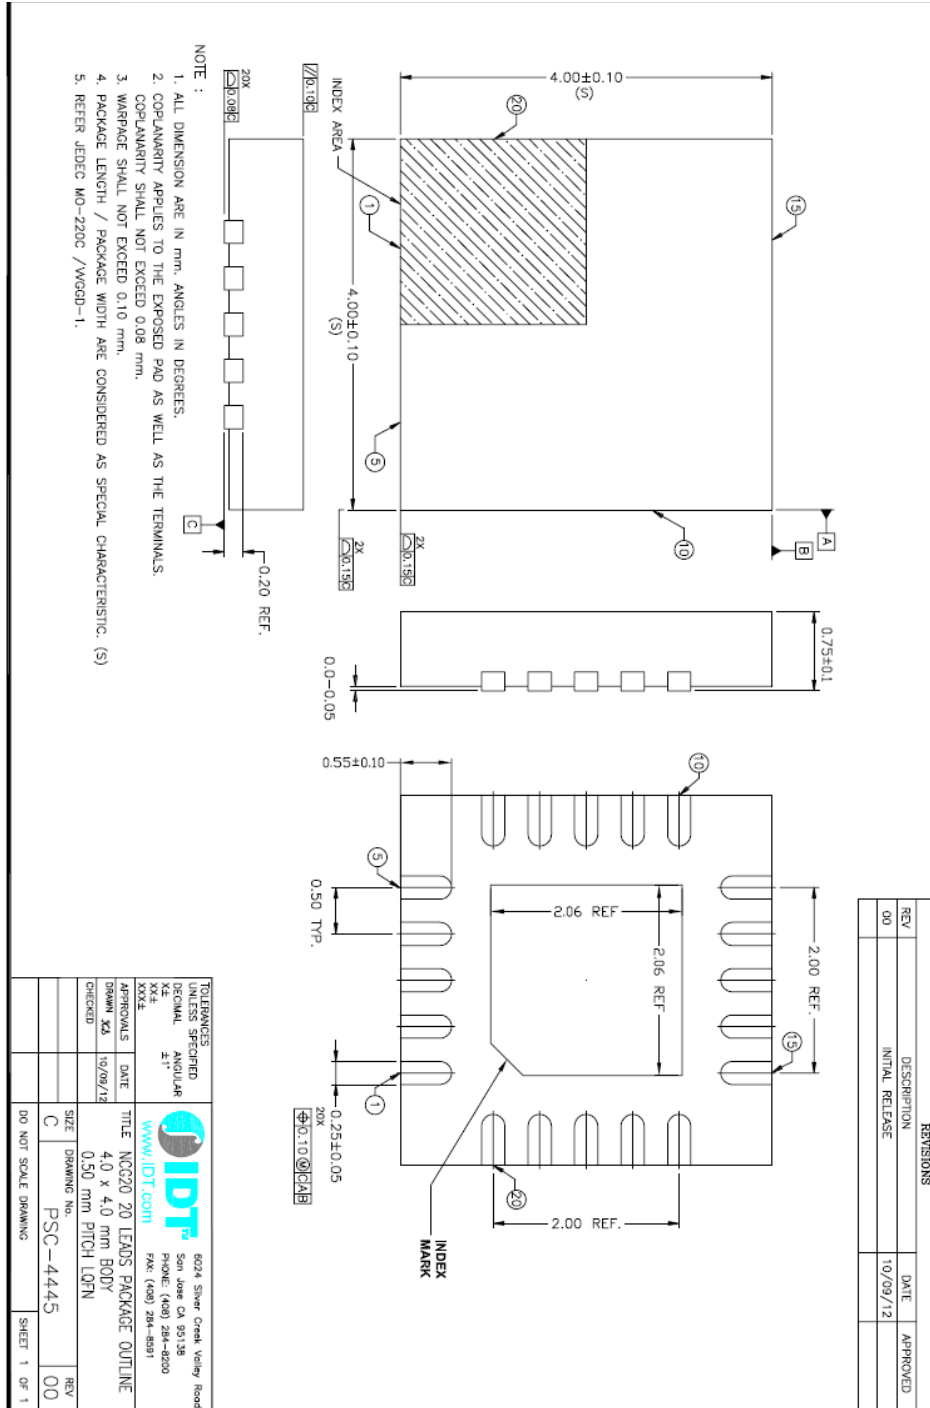 REVISIONS
REV DESCRIPTION DATE APPROVED
00 INITIAL RELEASE 10/09/12
4.00±0.10
(S)
20
15
INDEX AREA
1
4.00±0.10
(S)
5
10
A
B
2X
0.15 C
2X
0.15 C
// 0.10 C
20X
0.08 C
C
0.20 REF.
0.75±0.1
0.0-0.05
0.55±0.10
10
5
0.50 TYP.
2.06 REF
2.06 REF
2.00 REF.
15
1
0.25±0.05
20X
0.10 Ⓜ C A B
20
2.00 REF.
INDEX
MARK
NOTE :
1. ALL DIMENSION ARE IN mm. ANGLES IN DEGREES.
2. COPLANARITY APPLIES TO THE EXPOSED PAD AS WELL AS THE TERMINALS.
COPLANARITY SHALL NOT EXCEED 0.08 mm.
3. WARPAGE SHALL NOT EXCEED 0.10 mm.
4. PACKAGE LENGTH / PACKAGE WIDTH ARE CONSIDERED AS SPECIAL CHARACTERISTIC. (S)
5. REFER JEDEC MO-220C /WGGD-1.
TOLERANCES
UNLESS SPECIFIED
DECIMAL ANGULAR
X± ±1°
XX±
XXX±
APPROVALS DATE
DRAWN 10/09/12
CHECKED
IDT™
www.IDT.com
6024 Silver Creek Valley Road
San Jose CA 95138
PHONE: (408) 284-8200
FAX: (408) 284-8591
TITLE NCG20 20 LEADS PACKAGE OUTLINE
4.0 x 4.0 mm BODY
0.50 mm PITCH LQFN
SIZE DRAWING No. REV
C PSC-4445 00
DO NOT SCALE DRAWING SHEET 1 OF 1